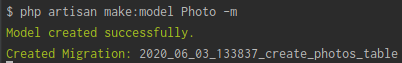 $ php artisan make:model Photo -m
Model created successfully.
Created Migration: 2020_06_03_133837_create_photos_table